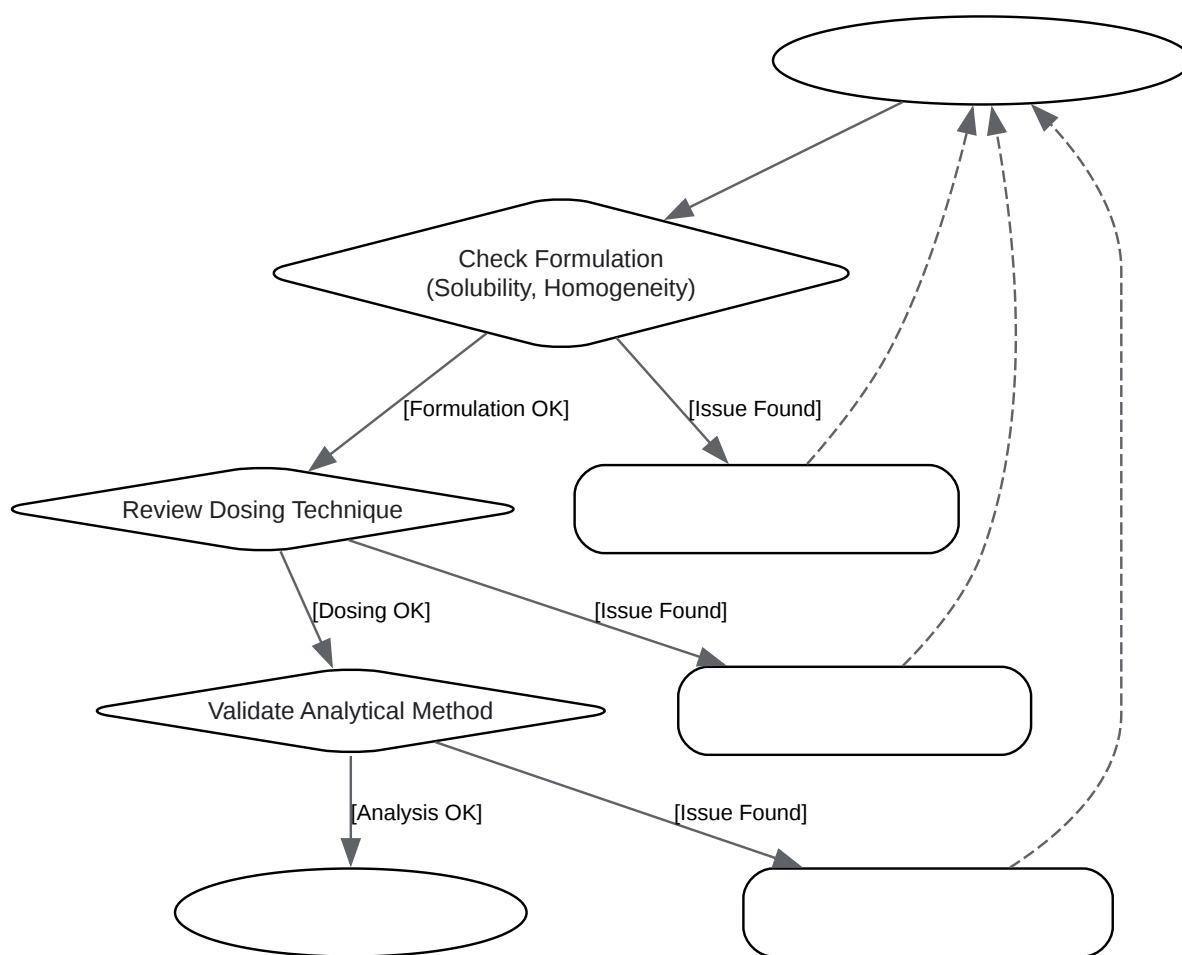 Check Formulation
(Solubility, Homogeneity)
[Formulation OK]
[Issue Found]
Review Dosing Technique
[Dosing OK]
[Issue Found]
Validate Analytical Method
[Analysis OK]
[Issue Found]